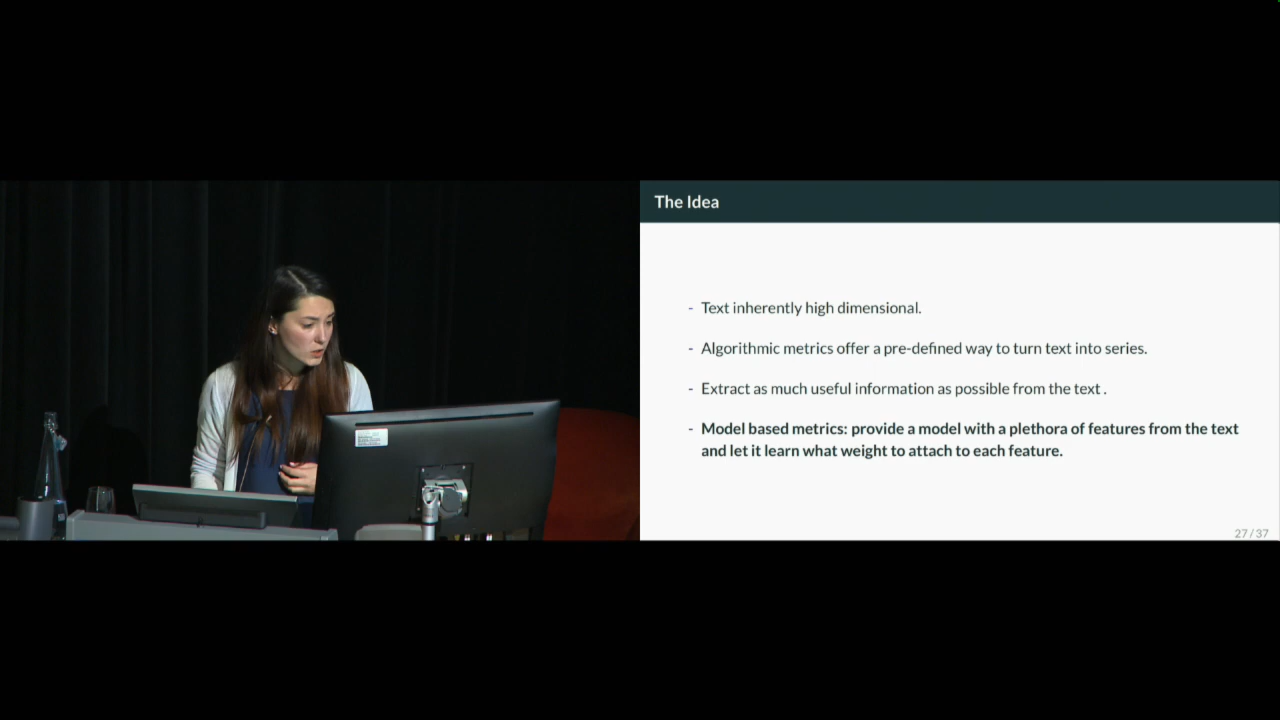 The Idea
- Text inherently high dimensional.
- Algorithmic metrics offer a pre-defined way to turn text into series.
- Extract as much useful information as possible from the text .
- Model based metrics: provide a model with a plethora of features from the text
and let it learn what weight to attach to each feature.
27 / 37